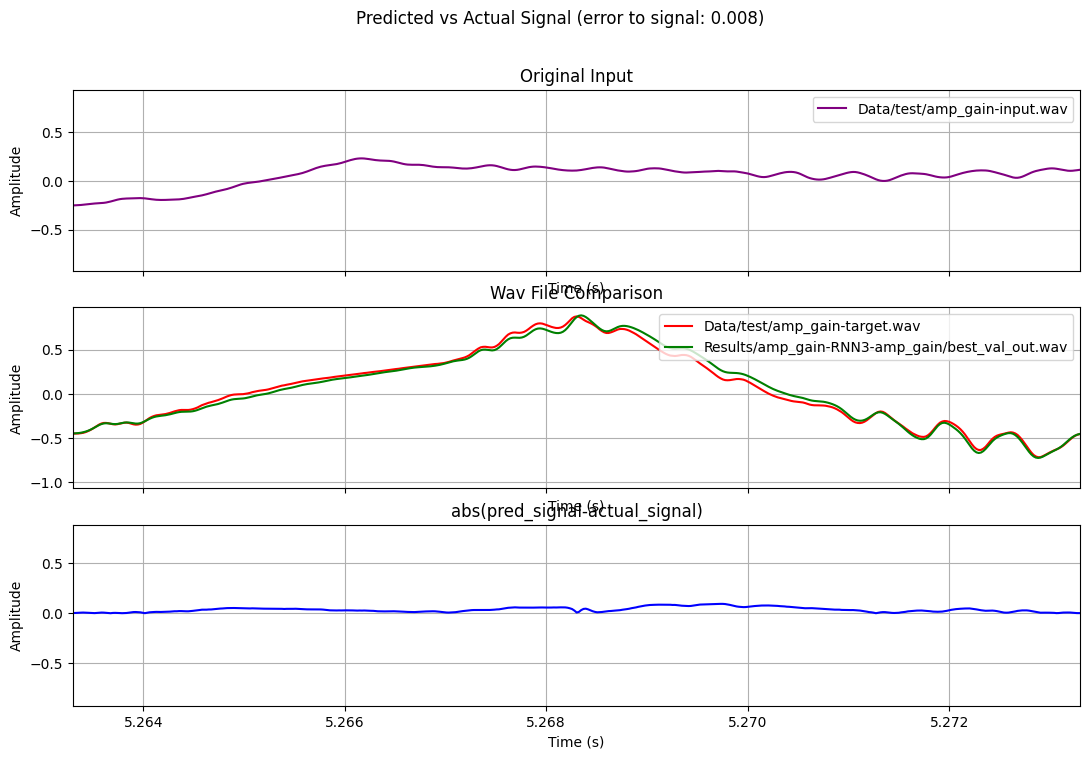 Predicted vs Actual Signal (error to signal: 0.008)
Original Input
Data/test/amp_gain-input.wav
Amplitude
0.5
0.0
−0.5
Time (s)
Wav File Comparison
Data/test/amp_gain-target.wav
Results/amp_gain-RNN3-amp_gain/best_val_out.wav
Amplitude
0.5
0.0
−0.5
−1.0
Time (s)
abs(pred_signal-actual_signal)
Amplitude
0.5
0.0
−0.5
5.264 5.266 5.268 5.270 5.272
Time (s)